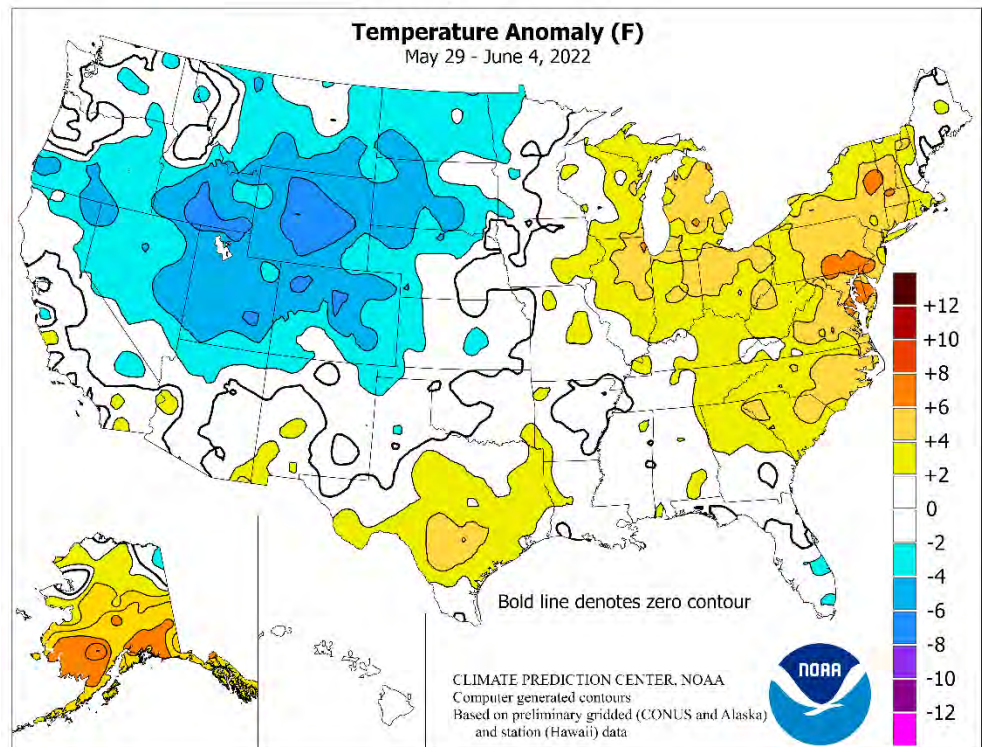 Temperature Anomaly (F)
May 29 - June 4, 2022
+12
+10
+8
+6
+4
+2
0
-2
-4
-6
-8
-10
-12
Bold line denotes zero contour
CLIMATE PREDICTION CENTER, NOAA
Computer generated contours
Based on preliminary gridded (CONUS and Alaska)
and station (Hawaii) data
NOAA